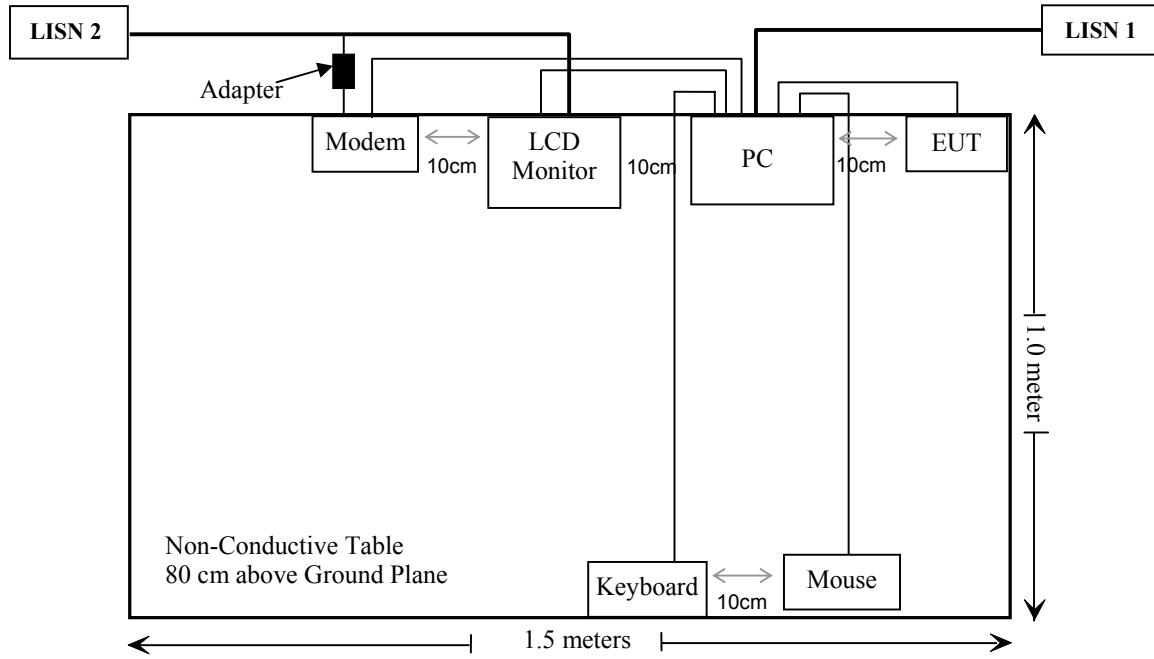 LISN 2
LISN 1
Adapter
Modem
LCD
Monitor
PC
EUT
10cm
10cm
10cm
1.0 meter
Non-Conductive Table
80 cm above Ground Plane
Keyboard
Mouse
10cm
1.5 meters